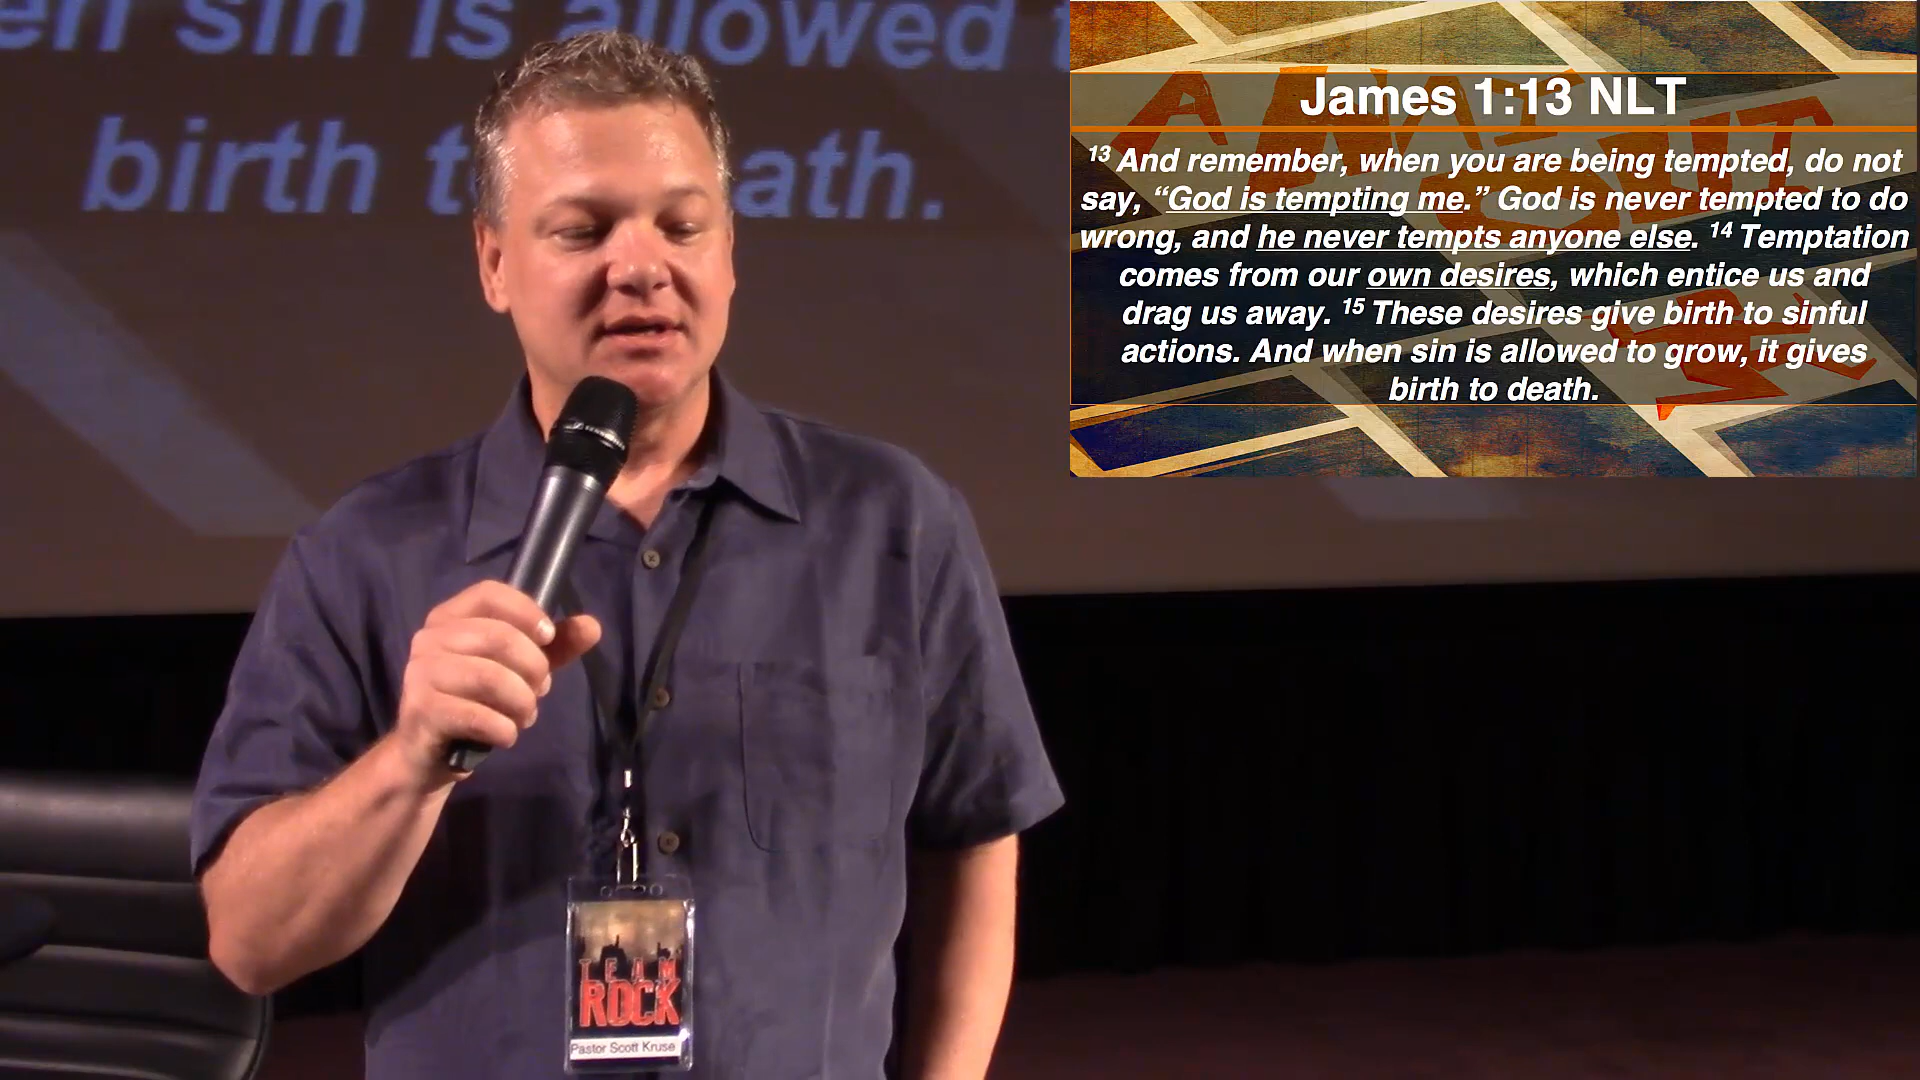 en sin is allowed
birth to death.
James 1:13 NLT
13 And remember, when you are being tempted, do not
say, “God is tempting me.” God is never tempted to do
wrong, and he never tempts anyone else. 14 Temptation
comes from our own desires, which entice us and
drag us away. 15 These desires give birth to sinful
actions. And when sin is allowed to grow, it gives
birth to death.
TEAM
ROCK
Pastor Scott Kruse